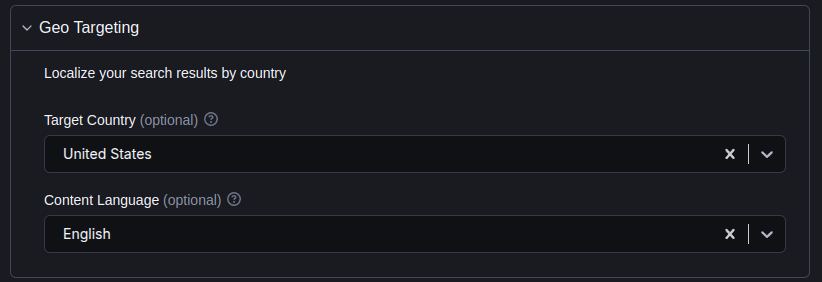 Geo Targeting
Localize your search results by country
Target Country (optional) ?
United States
Content Language (optional) ?
English